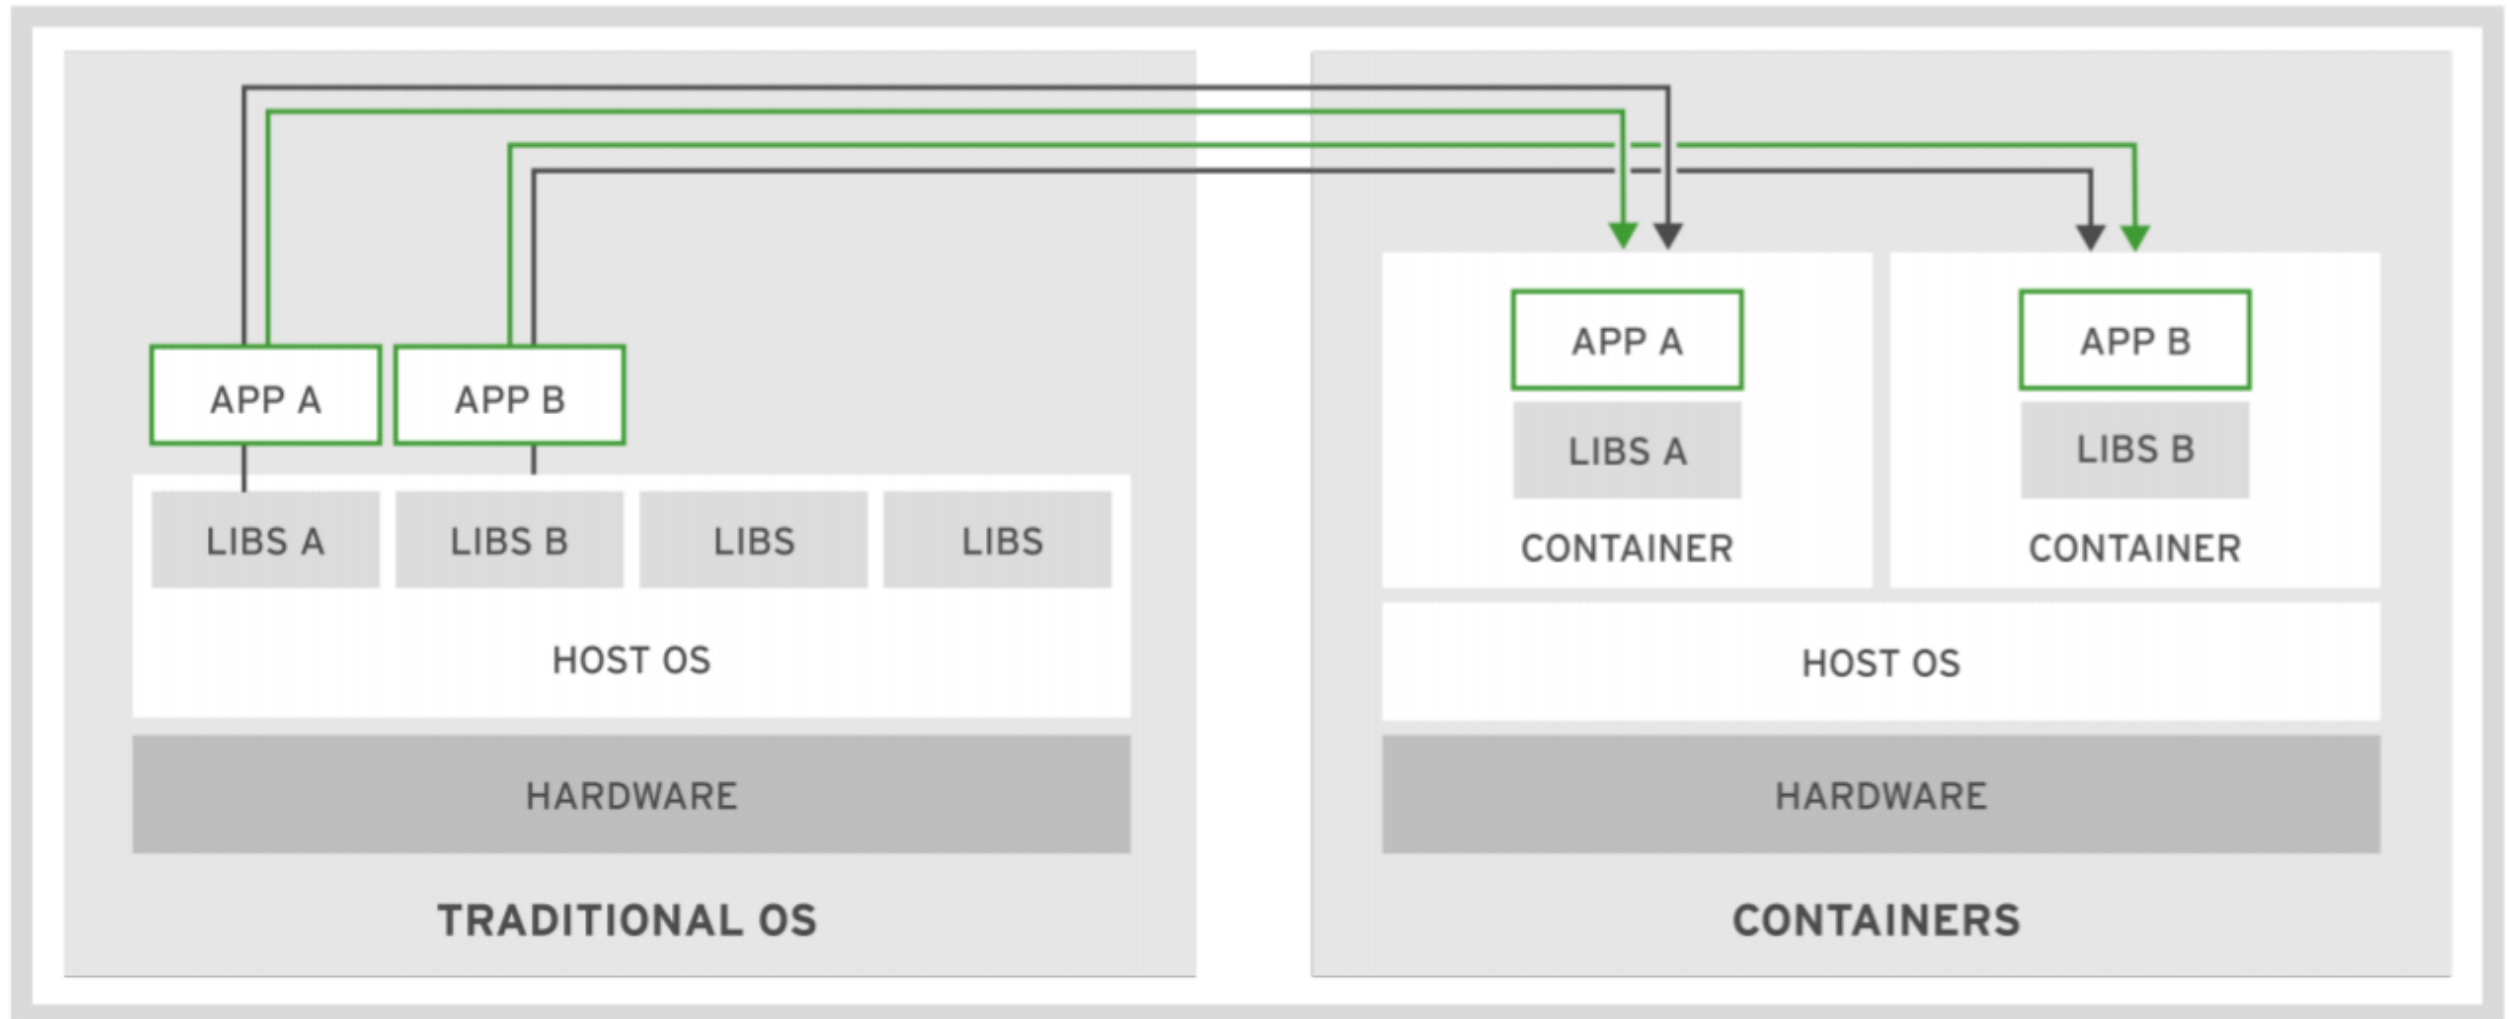 APP A
APP B
LIBS A
LIBS B
LIBS
LIBS
HOST OS
HARDWARE
TRADITIONAL OS
APP A
LIBS A
CONTAINER
APP B
LIBS B
CONTAINER
HOST OS
HARDWARE
CONTAINERS